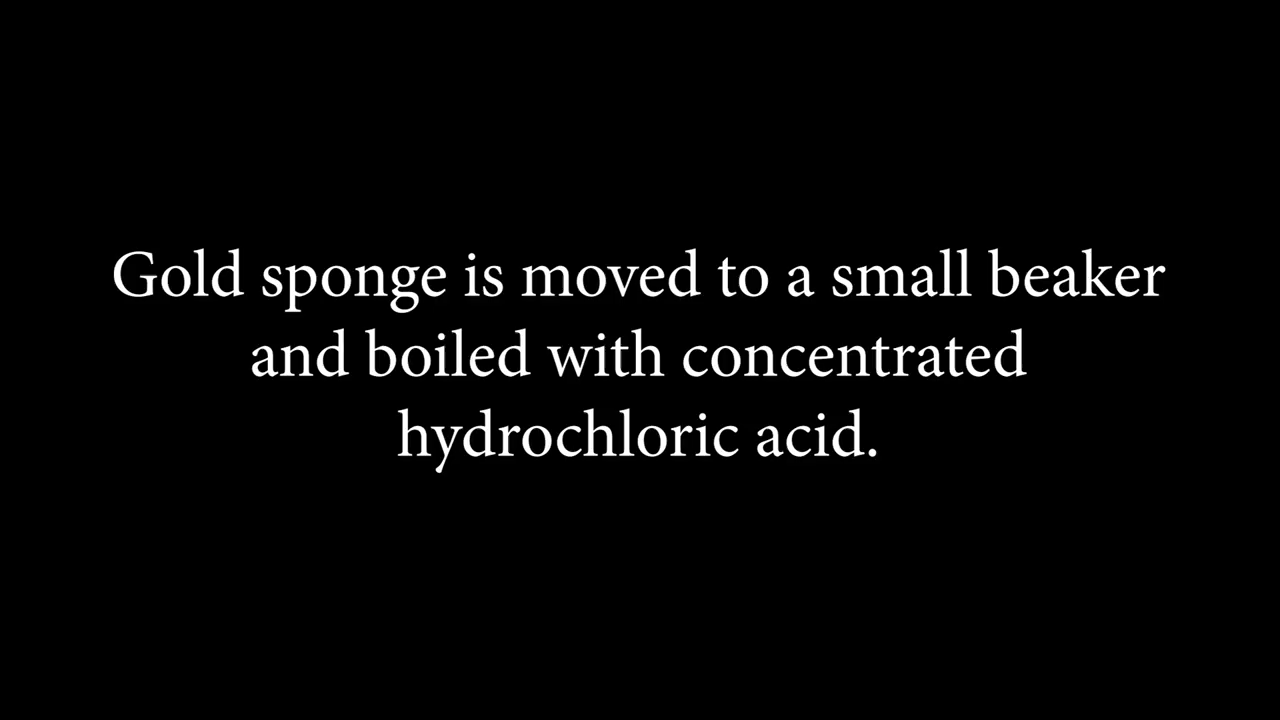 Gold sponge is moved to a small beaker
and boiled with concentrated
hydrochloric acid.